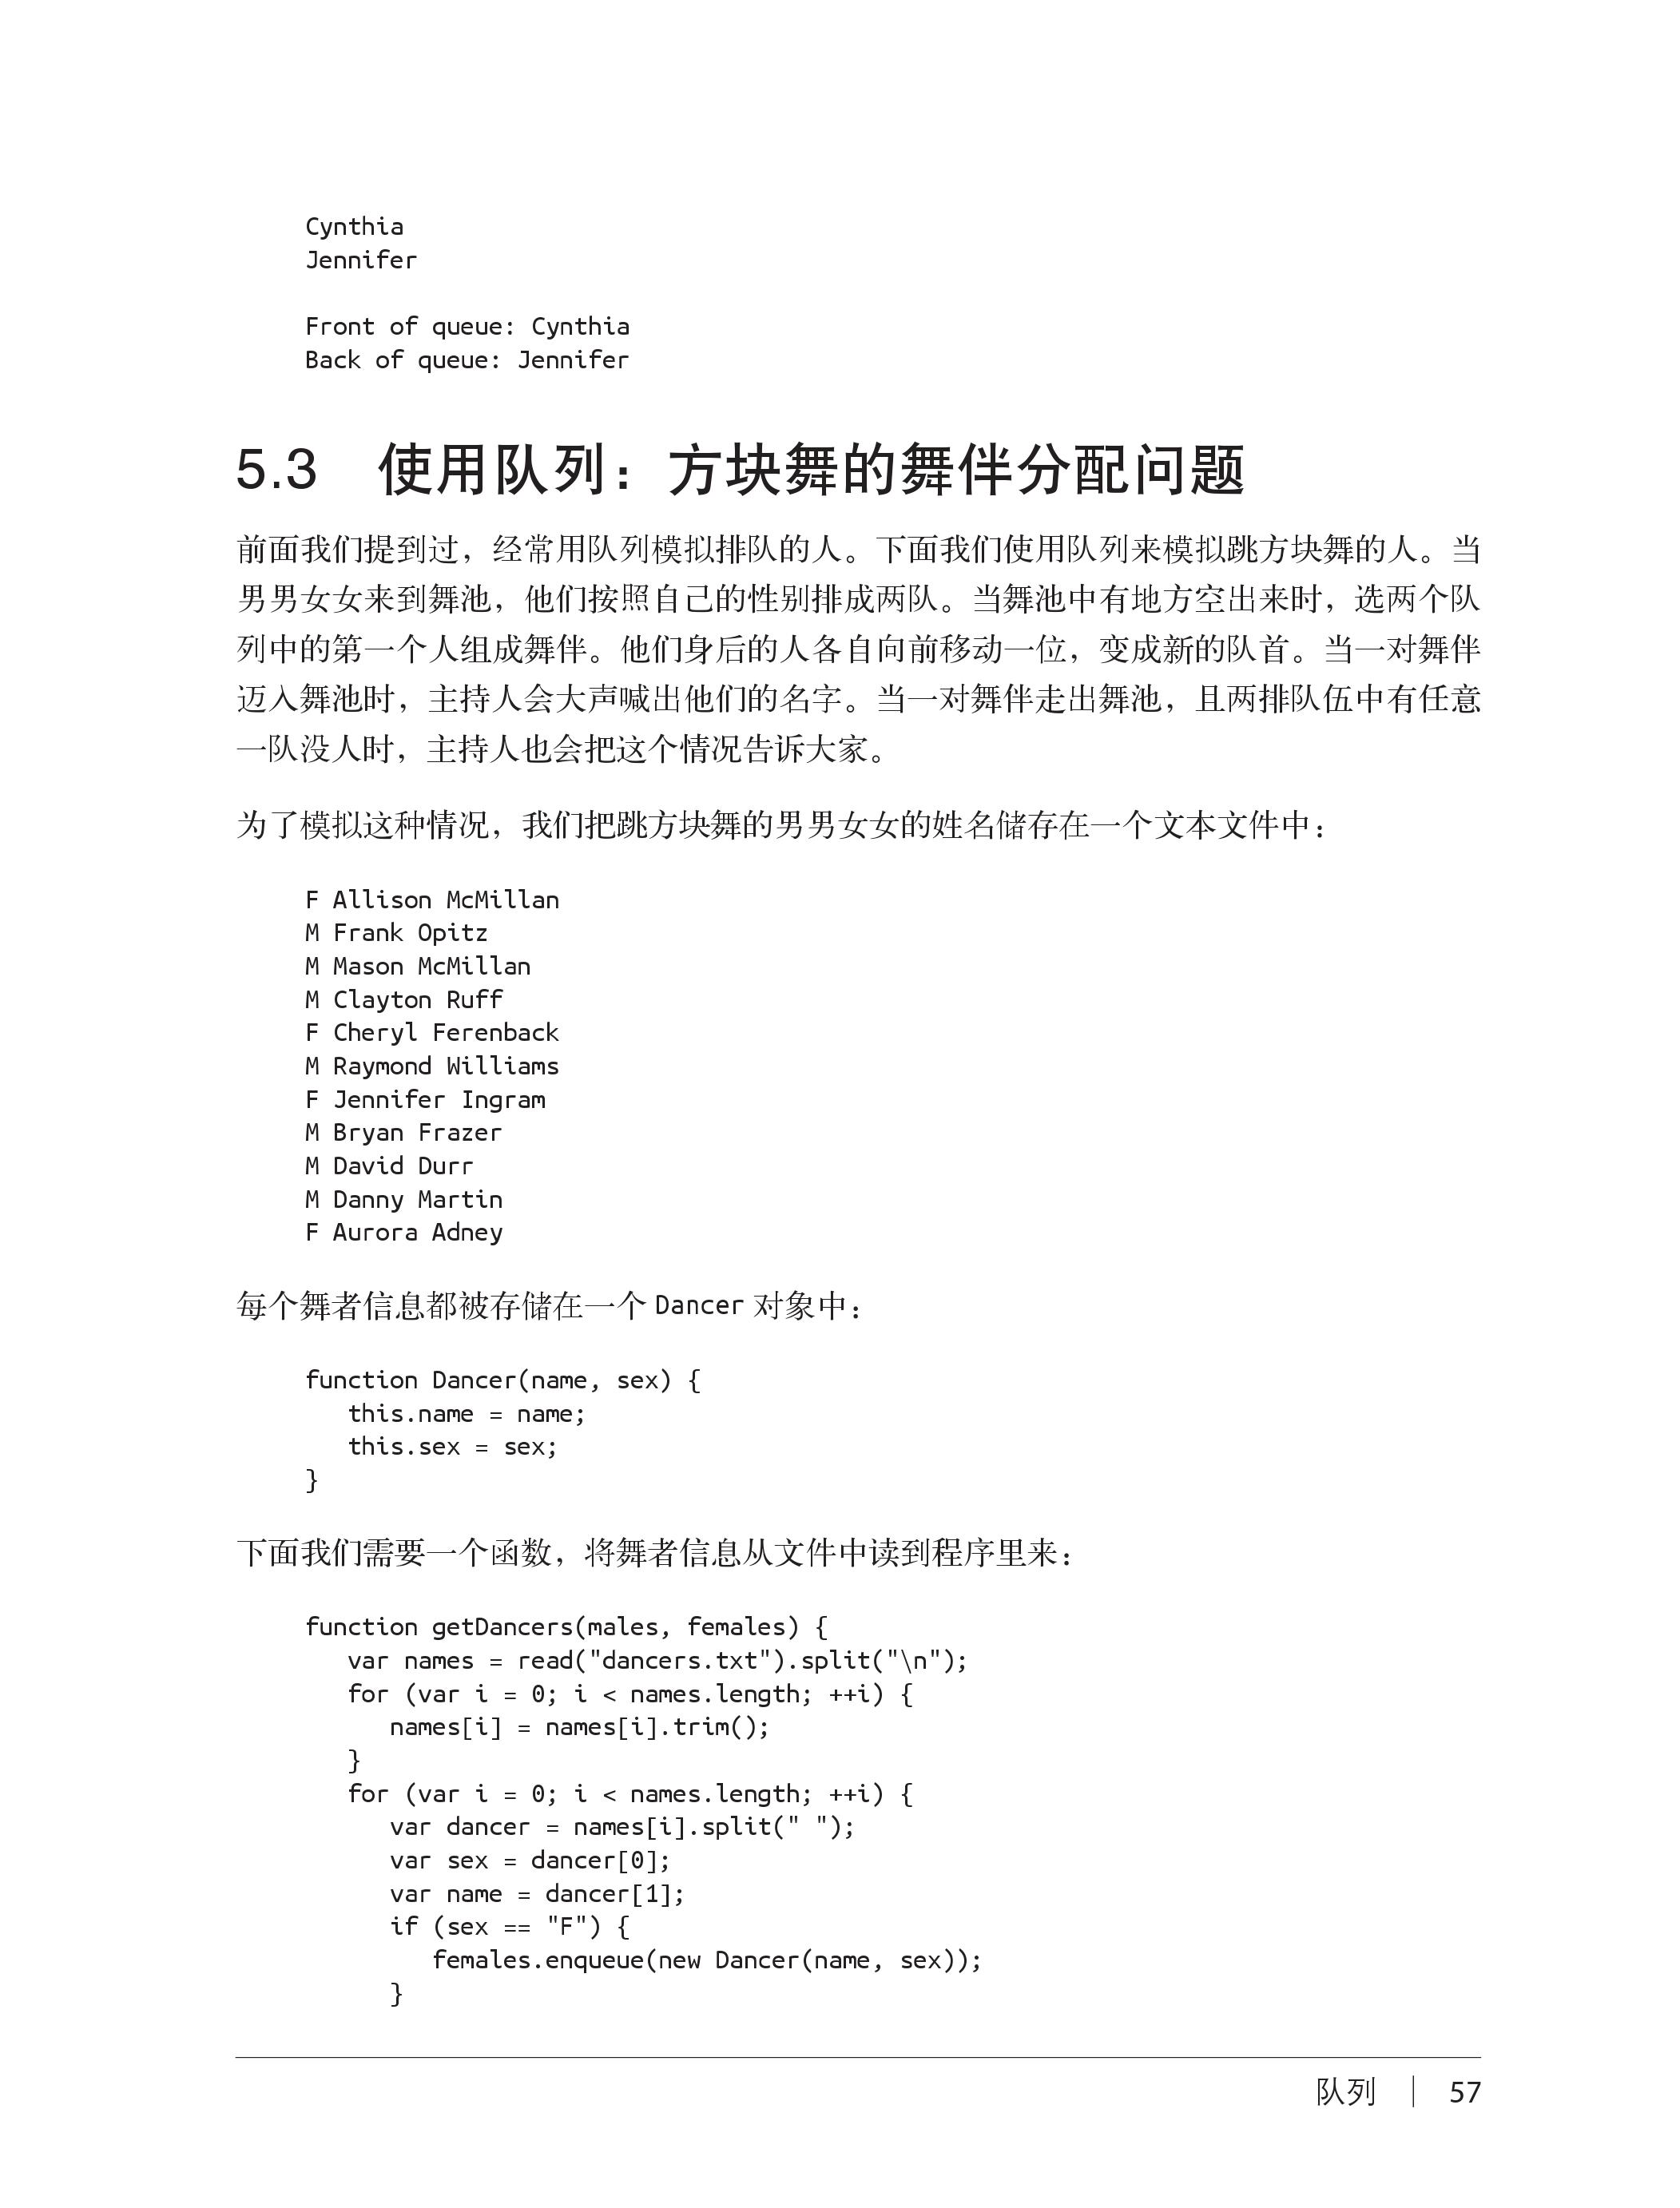 Cynthia
Jennifer
Front of queue: Cynthia
Back of queue: Jennifer
5.3 使用队列：方块舞的舞伴分配问题
前面我们提到过，经常用队列模拟排队的人。下面我们使用队列来模拟跳方块舞的人。当
男男女女来到舞池，他们按照自己的性别排成两队。当舞池中有地方空出来时，选两个队
列中的第一个人组成舞伴。他们身后的人各自向前移动一位，变成新的队首。当一对舞伴
迈入舞池时，主持人会大声喊出他们的名字。当一对舞伴走出舞池，且两排队伍中有任意
一队没人时，主持人也会把这个情况告诉大家。
为了模拟这种情况，我们把跳方块舞的男男女女的姓名储存在一个文本文件中：
F Allison McMillan
M Frank Opitz
M Mason McMillan
M Clayton Ruff
F Cheryl Ferenback
M Raymond Williams
F Jennifer Ingram
M Bryan Frazer
M David Durr
M Danny Martin
F Aurora Adney
每个舞者信息都被存储在一个 Dancer 对象中：
function Dancer(name, sex) {
   this.name = name;
   this.sex = sex;
}
下面我们需要一个函数，将舞者信息从文件中读到程序里来：
function getDancers(males, females) {
   var names = read("dancers.txt").split("\n");
   for (var i = 0; i < names.length; ++i) {
      names[i] = names[i].trim();
   }
   for (var i = 0; i < names.length; ++i) {
      var dancer = names[i].split(" ");
      var sex = dancer[0];
      var name = dancer[1];
      if (sex == "F") {
         females.enqueue(new Dancer(name, sex));
      }
队列 | 57